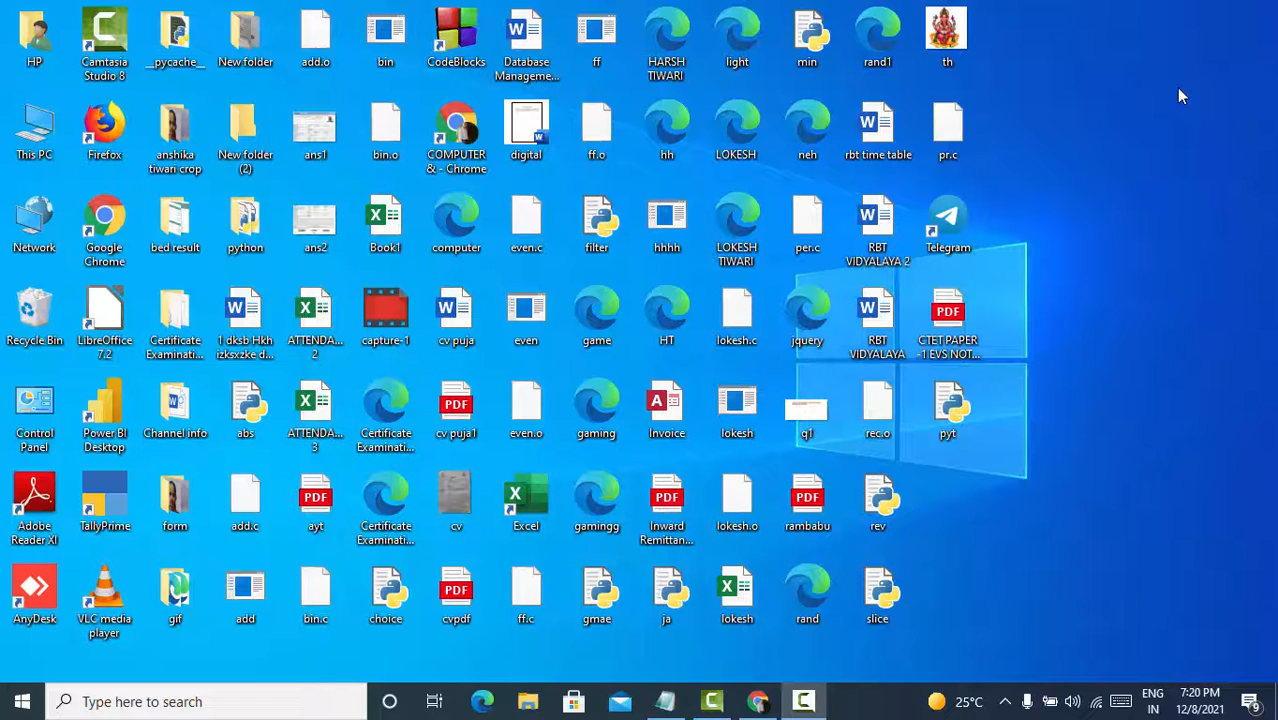 HP
Camtasia
Studio 8
__pycache__
New folder
add.o
bin
CodeBlocks
Database
Manageme...
ff
HARSH
TIWARI
light
min
rand1
th
This PC
Firefox
anshika
tiwari crop
New folder
(2)
ans1
bin.o
COMPUTER
& - Chrome
digital
ff.o
hh
LOKESH
neh
rbt time table
pr.c
Network
Google
Chrome
bed result
python
ans2
Book1
computer
even.c
filter
hhhh
LOKESH
TIWARI
per.c
RBT
VIDYALAYA 2
Telegram
Recycle Bin
LibreOffice
7.2
Certificate
Examinati...
1 dksb Hkh
izksxzke d...
ATTENDA...
2
capture-1
cv puja
even
game
HT
lokesh.c
jquery
RBT
VIDYALAYA
PDF
CTET PAPER
-1 EVS NOT...
Control
Panel
Power BI
Desktop
Channel info
abs
ATTENDA...
3
Certificate
Examinati...
PDF
cv puja1
even.o
gaming
Invoice
lokesh
q1
rec.o
pyt
Adobe
Reader XI
TallyPrime
form
add.c
PDF
ayt
Certificate
Examinati...
cv
Excel
gamingg
PDF
Inward
Remittan...
lokesh.o
PDF
rambabu
rev
AnyDesk
VLC media
player
gif
add
bin.c
choice
PDF
cvpdf
ff.c
gmae
ja
lokesh
rand
slice
Type here to search
25°C
ENG
IN
7:20 PM
12/8/2021
9